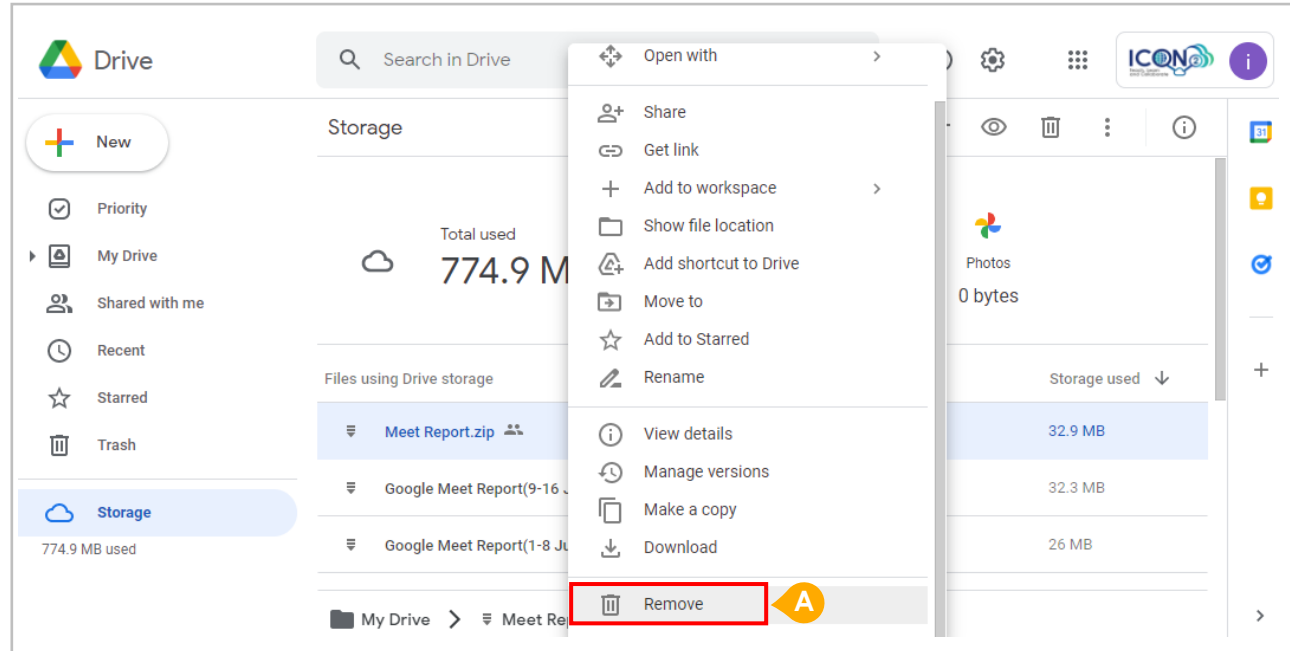 Drive
Search in Drive
ICON
i
New
Priority
My Drive
Shared with me
Recent
Starred
Trash
Storage
774.9 MB used
Storage
Total used
774.9 M
Photos
0 bytes
Files using Drive storage
Storage used
Meet Report.zip
32.9 MB
Google Meet Report(9-16
32.3 MB
Google Meet Report(1-8 Ju
26 MB
My Drive
Meet Re
Open with
Share
Get link
Add to workspace
Show file location
Add shortcut to Drive
Move to
Add to Starred
Rename
View details
Manage versions
Make a copy
Download
Remove
A
31